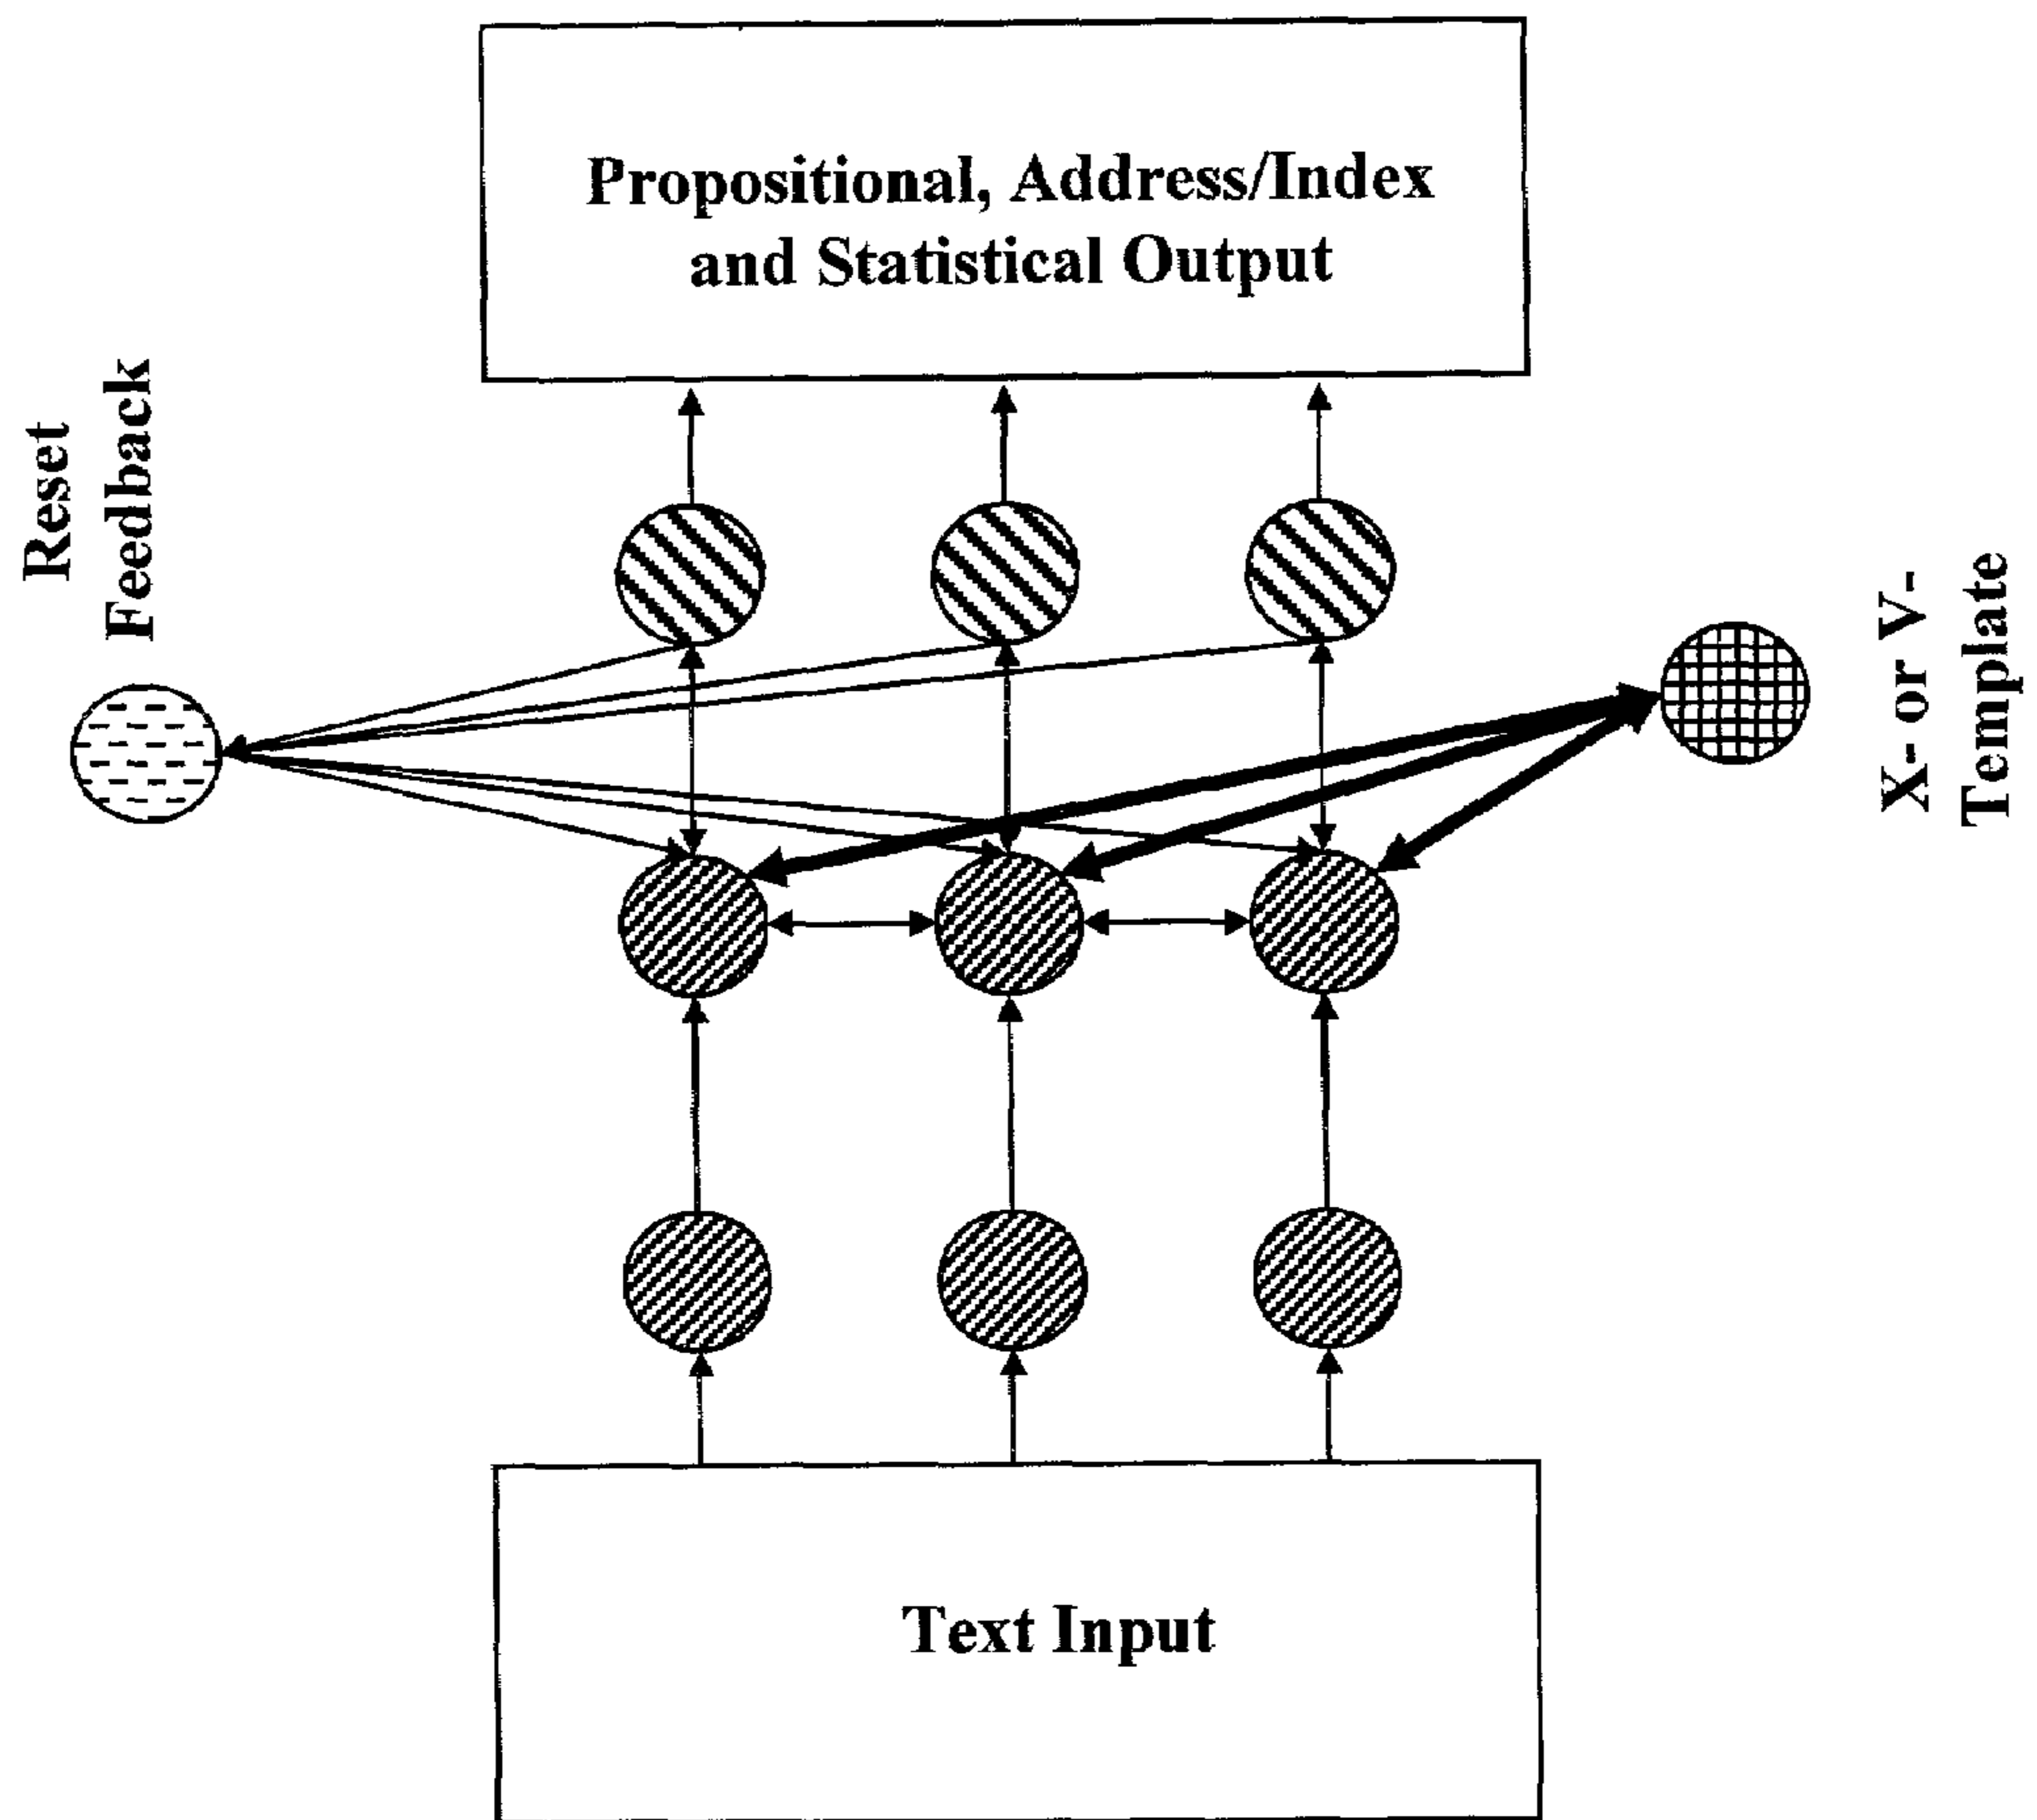 Propositional, Address/Index
and Statistical Output
Reset
Feedback
X- or V-
Template
Text Input